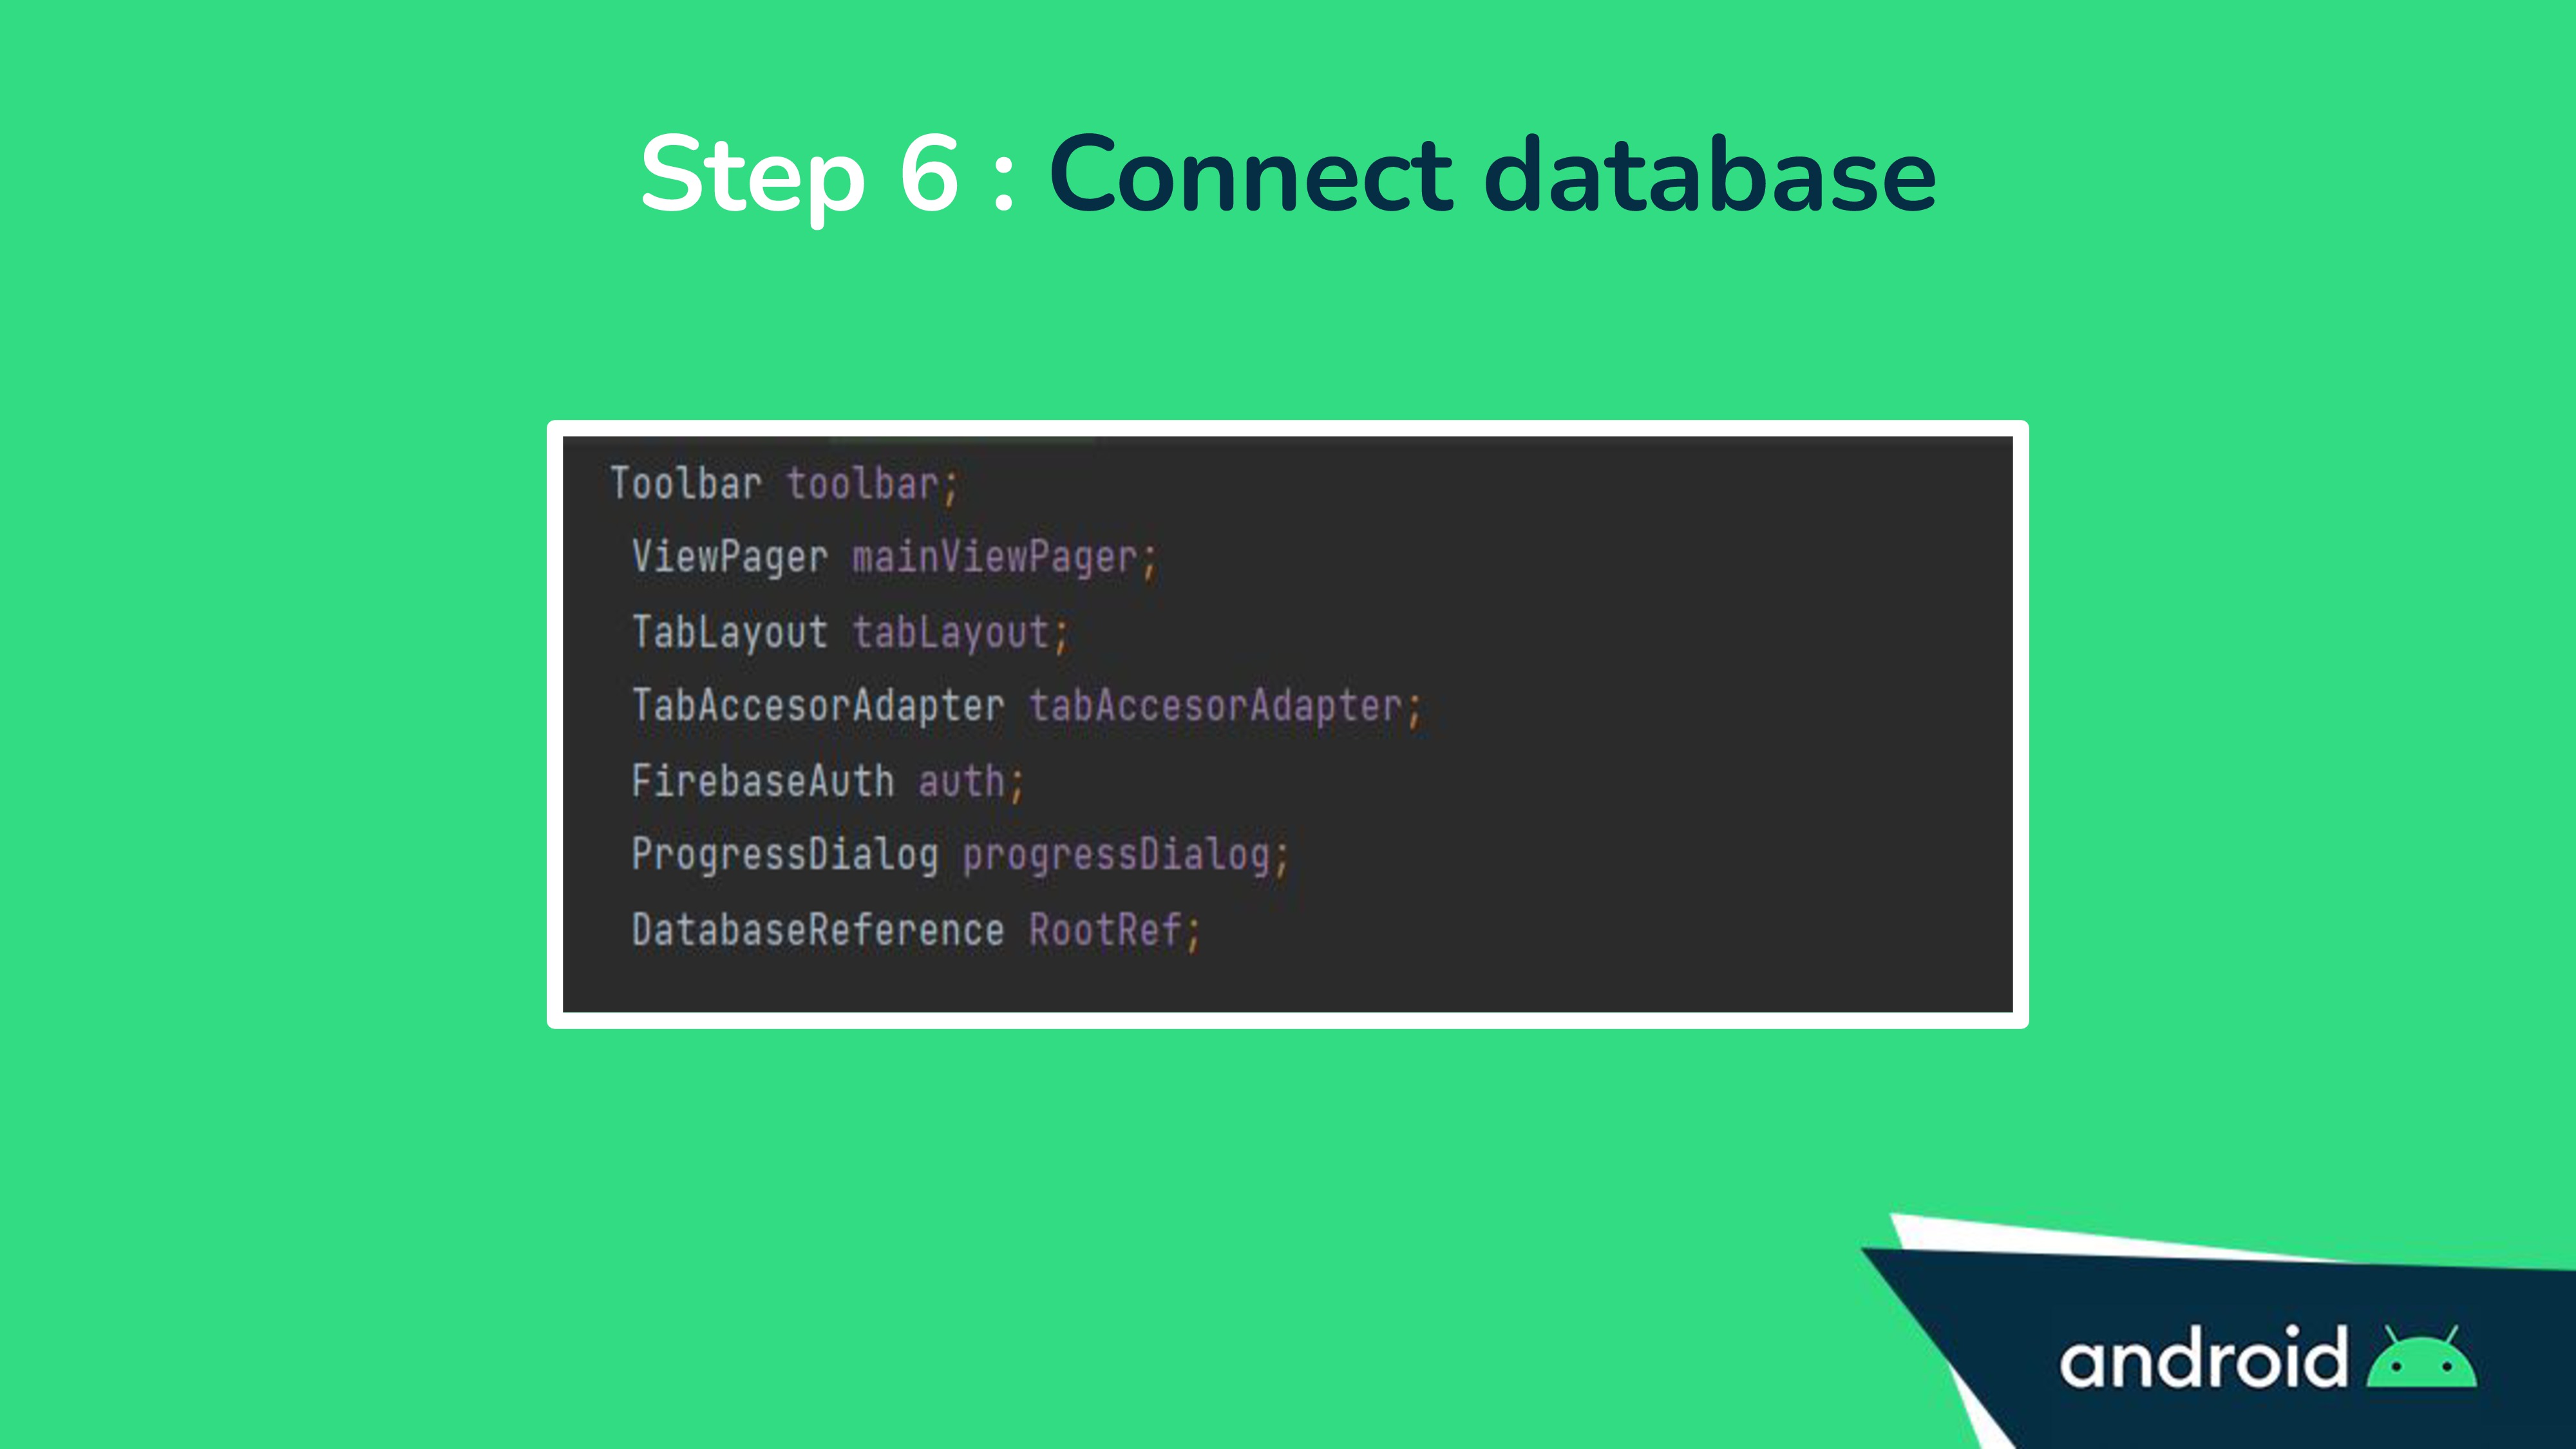 Step 6 : Connect database
Toolbar toolbar;
ViewPager mainViewPager;
TabLayout tabLayout;
TabAccesorAdapter tabAccesorAdapter;
FirebaseAuth auth;
ProgressDialog progressDialog;
DatabaseReference RootRef;
android